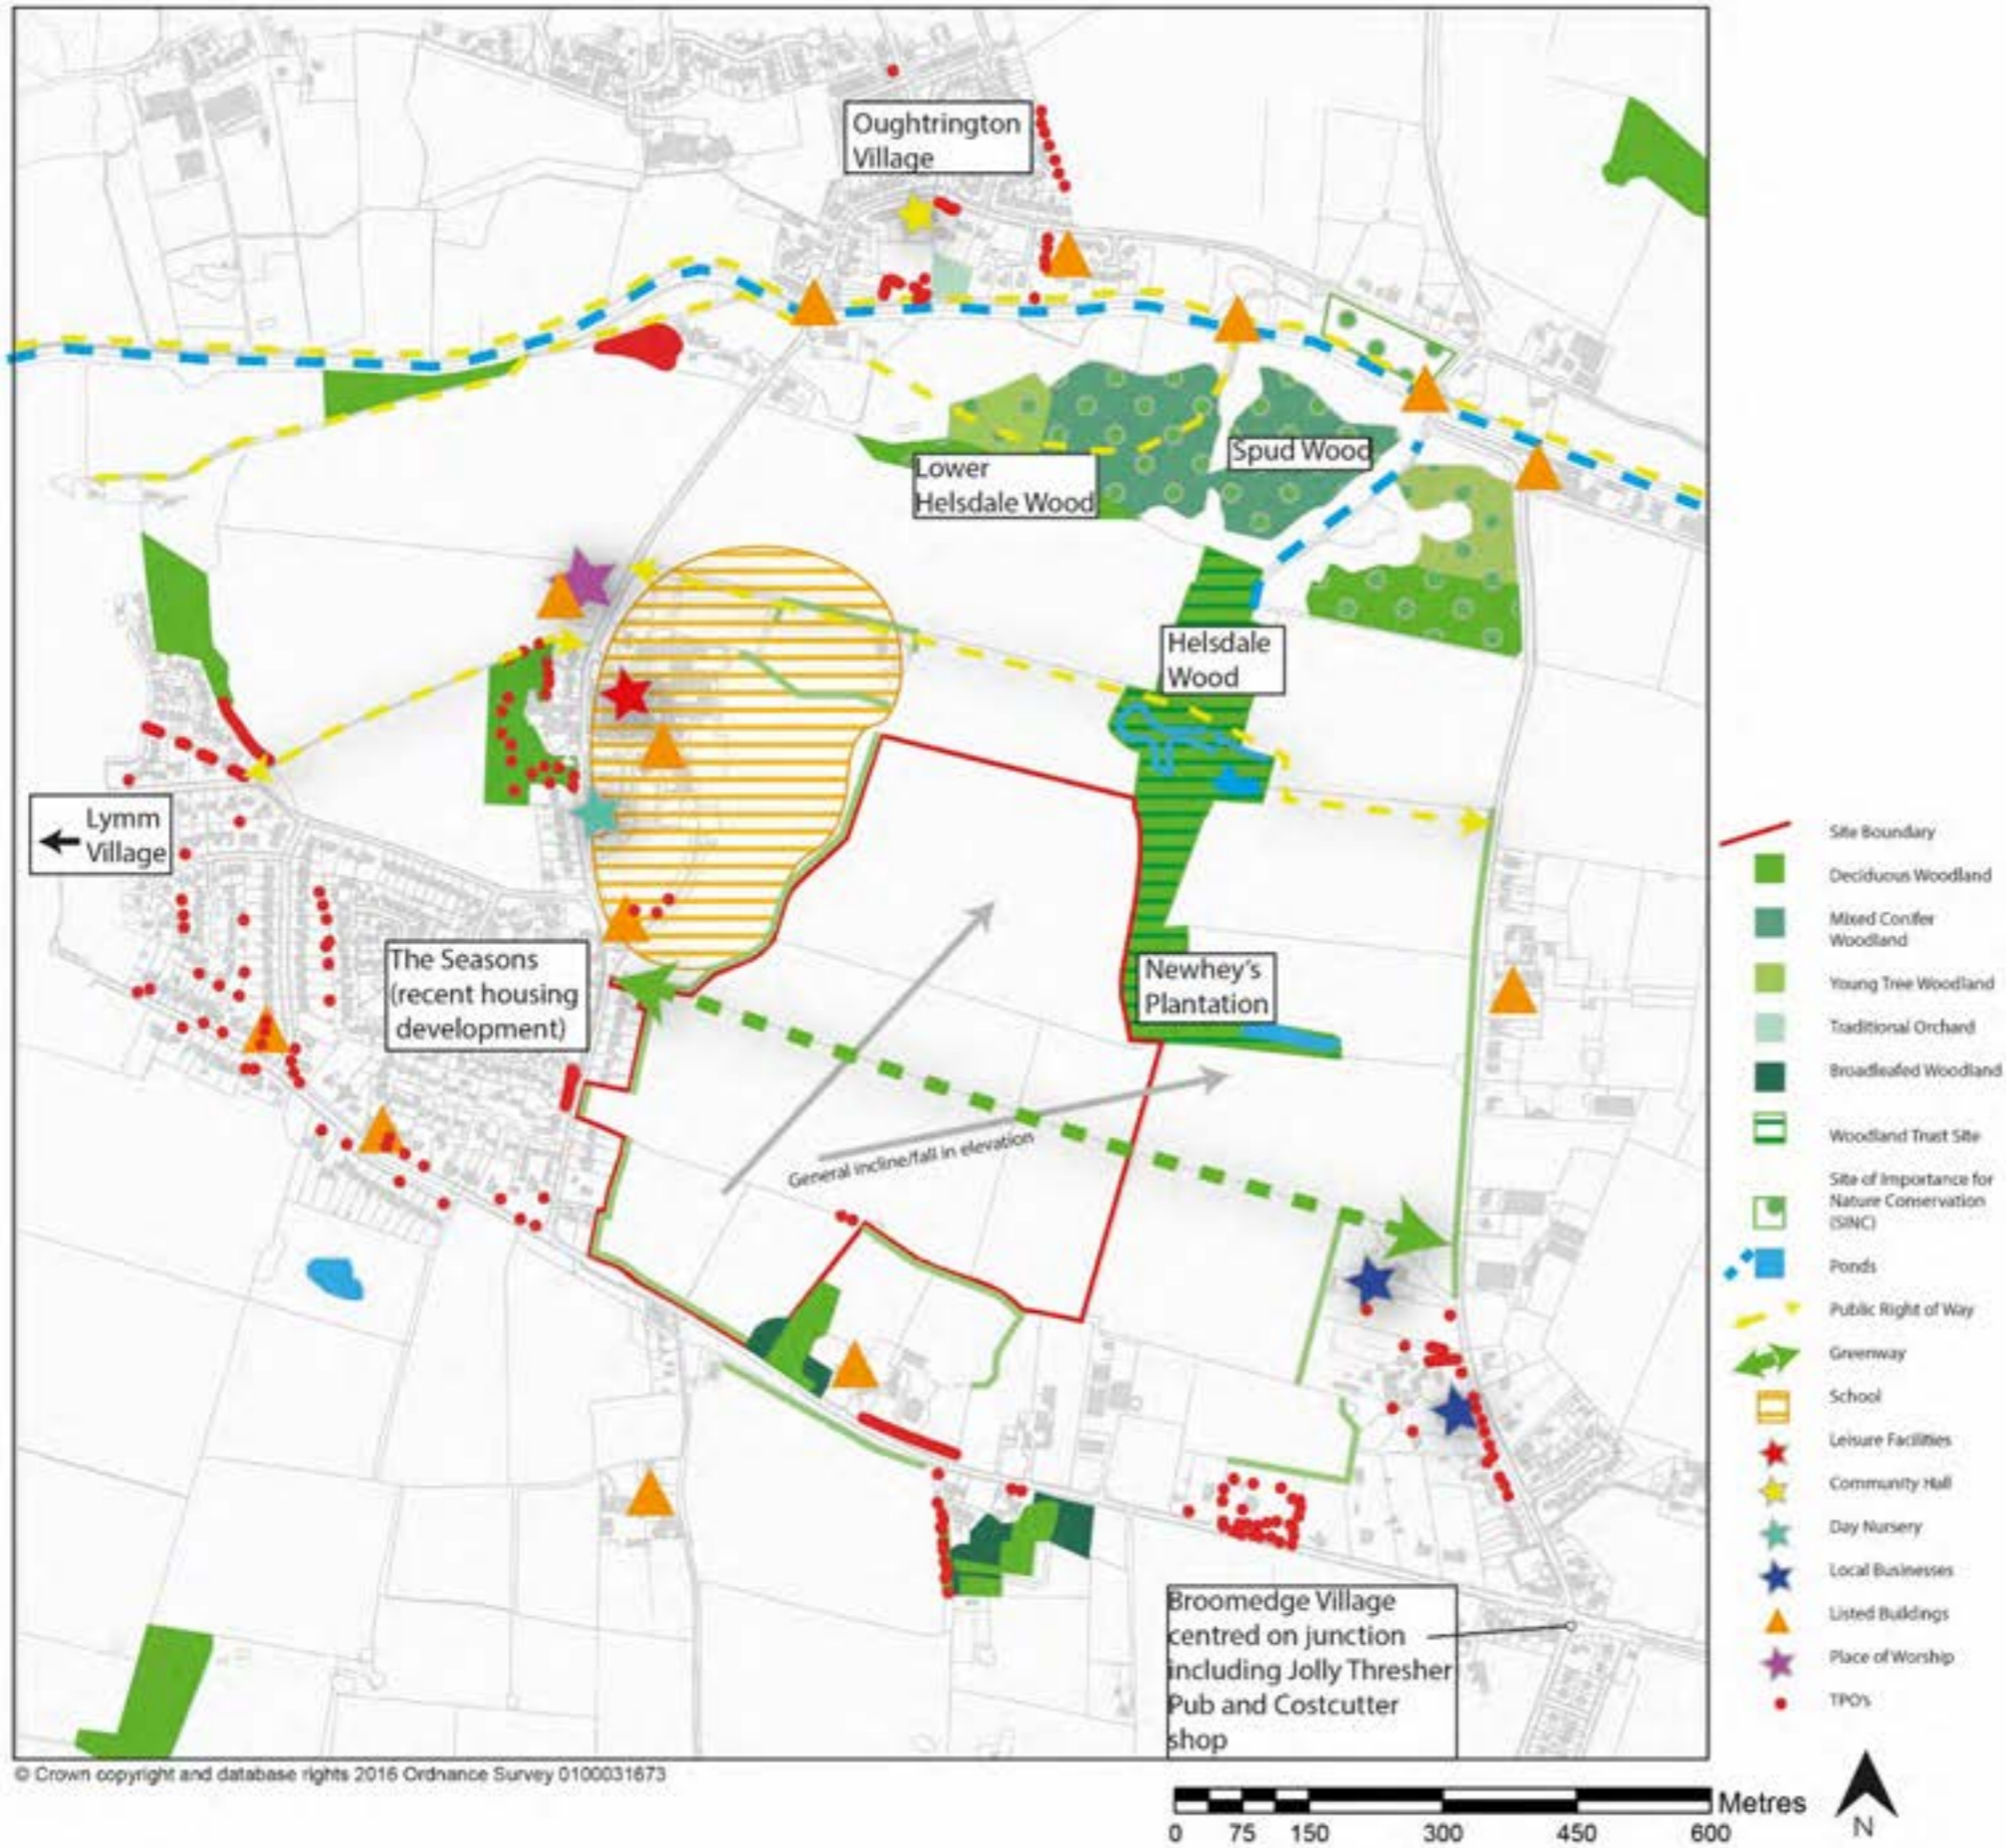 Oughtrington
Village
Spud Wood
Lower
Helsdale Wood
Helsdale
Wood
Lymm
Village
The Seasons
(recent housing
development)
Newhey's
Plantation
General incline/fall in elevation
Broomedge Village
centred on junction
including Jolly Thresher
Pub and Costcutter
shop
Site Boundary
Deciduous Woodland
Mixed Conifer
Woodland
Young Tree Woodland
Traditional Orchard
Broadleafed Woodland
Woodland Trust Site
Site of Importance for
Nature Conservation
(SINC)
Ponds
Public Right of Way
Greenway
School
Leisure Facilities
Community Hall
Day Nursery
Local Businesses
Listed Buildings
Place of Worship
TPO's
© Crown copyright and database rights 2016 Ordnance Survey 0100031673
Metres
0 75 150 300 450 600
N